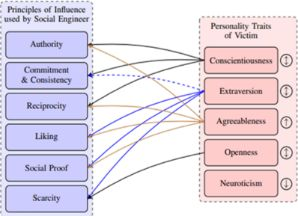 Principles of Influence
used by Social Engineer
Authority
Commitment
& Consistency
Reciprocity
Liking
Social Proof
Scarcity
Personality Traits
of Victim
Conscientiousness
Extraversion
Agreeableness
Openness
Neuroticism